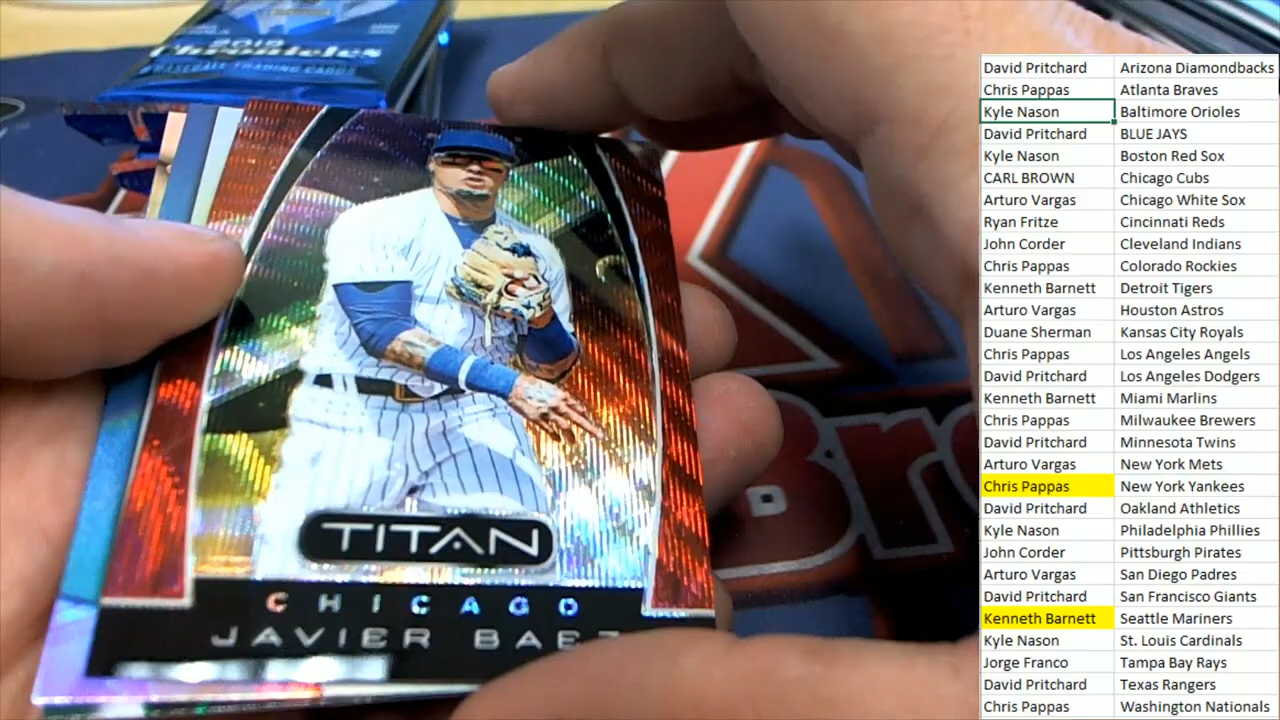 2018
Chronicles
BASEBALL TRADING CARDS
TITAN
CHICAGO
JAVIER BAEZ
Br
David Pritchard Arizona Diamondbacks
Chris Pappas Atlanta Braves
Kyle Nason Baltimore Orioles
David Pritchard BLUE JAYS
Kyle Nason Boston Red Sox
CARL BROWN Chicago Cubs
Arturo Vargas Chicago White Sox
Ryan Fritze Cincinnati Reds
John Corder Cleveland Indians
Chris Pappas Colorado Rockies
Kenneth Barnett Detroit Tigers
Arturo Vargas Houston Astros
Duane Sherman Kansas City Royals
Chris Pappas Los Angeles Angels
David Pritchard Los Angeles Dodgers
Kenneth Barnett Miami Marlins
Chris Pappas Milwaukee Brewers
David Pritchard Minnesota Twins
Arturo Vargas New York Mets
Chris Pappas New York Yankees
David Pritchard Oakland Athletics
Kyle Nason Philadelphia Phillies
John Corder Pittsburgh Pirates
Arturo Vargas San Diego Padres
David Pritchard San Francisco Giants
Kenneth Barnett Seattle Mariners
Kyle Nason St. Louis Cardinals
Jorge Franco Tampa Bay Rays
David Pritchard Texas Rangers
Chris Pappas Washington Nationals